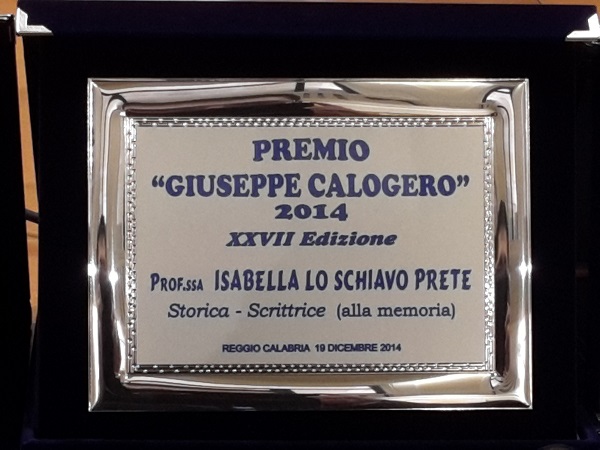 PREMIO
“GIUSEPPE CALOGERO”
2014
XXVII Edizione
PROF.SSA ISABELLA LO SCHIAVO PRETE
Storica - Scrittrice (alla memoria)
REGGIO CALABRIA 19 DICEMBRE 2014